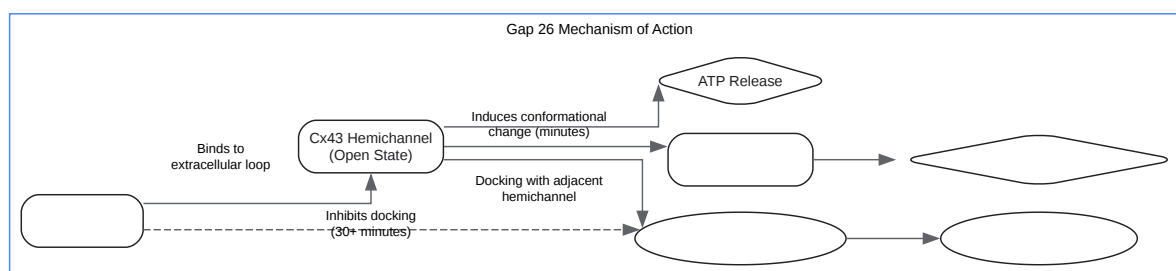 Gap 26 Mechanism of Action
ATP Release
Induces conformational
change (minutes)
Cx43 Hemichannel
(Open State)
Binds to
extracellular loop
Docking with adjacent
hemichannel
Inhibits docking
(30+ minutes)